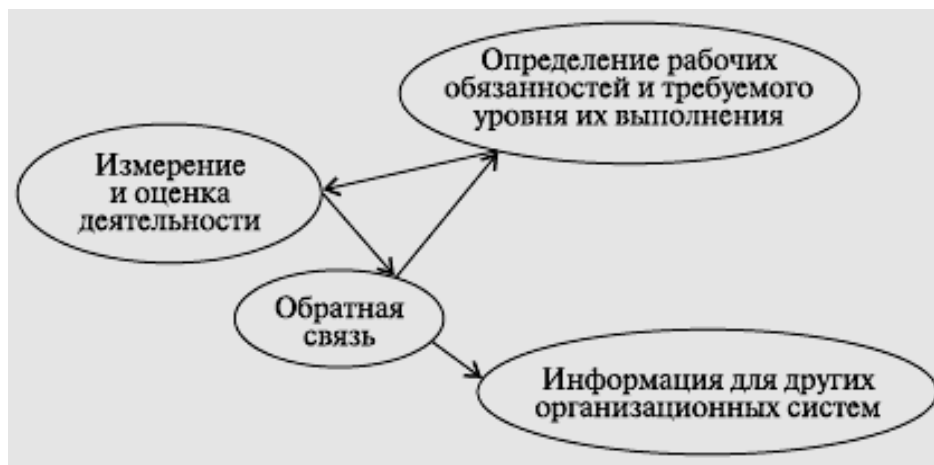 Определение рабочих
обязанностей и требуемого
уровня их выполнения
Измерение
и оценка
деятельности
Обратная
связь
Информация для других
организационных систем